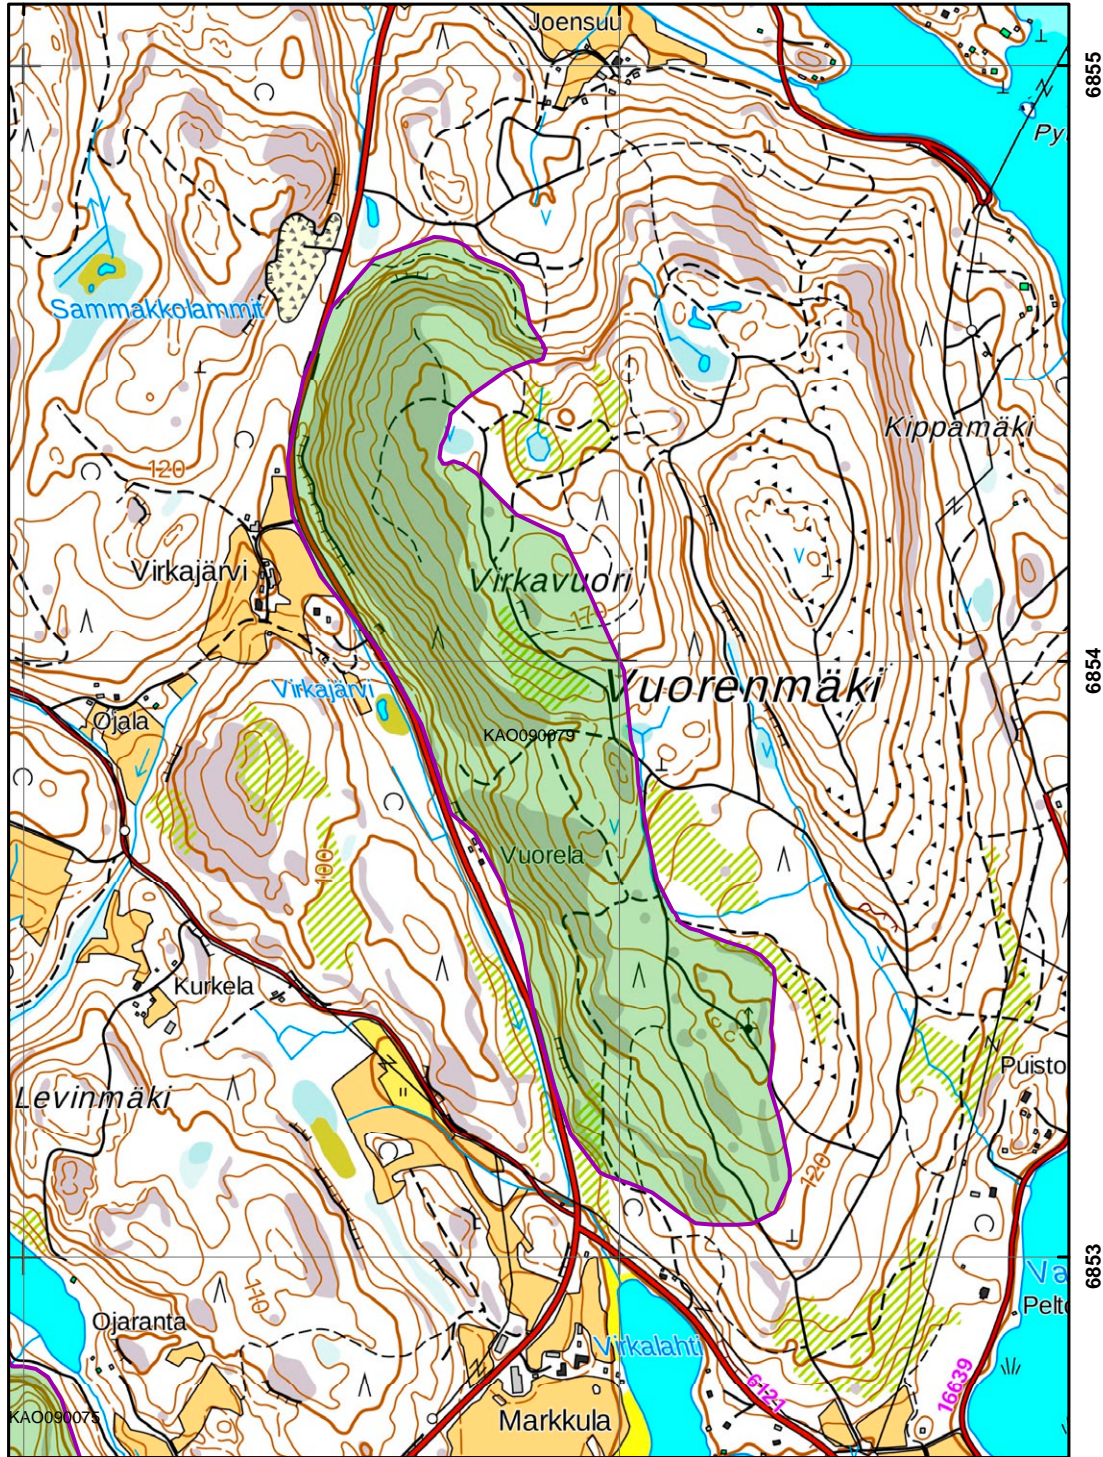 Joensuu
6855
Py
Sammakkolammit
Kippamäki
120
Virkajärvi
Virkavuori
170
Vuorenmäki
6854
Virkajärvi
Ojala
KAO090079
Vuorela
100
Kurkela
Puisto
Levinmäki
120
6853
Va
Pelto
110
Ojaranta
Virkalahti
6121
16639
KAO090075
Markkula